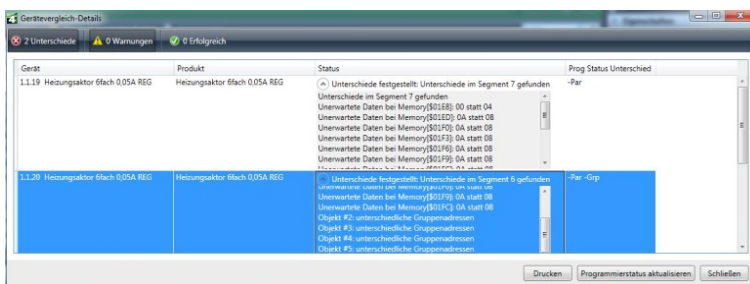 Gerätevergleich-Details
2 Unterschiede 0 Warnungen 0 Erfolgreich
Gerät Produkt Status Prog Status Unterschied
1.1.19 Heizungsaktor 6fach 0,05A REG Heizungsaktor 6fach 0,05A REG Unterschiede festgestellt: Unterschiede im Segment 7 gefunden -Par
Unterschiede im Segment 7 gefunden
Unerwartete Daten bei Memory[$01E8]: 00 statt 04
Unerwartete Daten bei Memory[$01ED]: 0A statt 08
Unerwartete Daten bei Memory[$01F0]: 0A statt 08
Unerwartete Daten bei Memory[$01F3]: 0A statt 08
Unerwartete Daten bei Memory[$01F6]: 0A statt 08
Unerwartete Daten bei Memory[$01F9]: 0A statt 08
1.1.20 Heizungsaktor 6fach 0,05A REG Heizungsaktor 6fach 0,05A REG Unterschiede festgestellt: Unterschiede im Segment 6 gefunden -Par -Grp
Unerwartete Daten bei Memory[$01F9]: 0A statt 08
Unerwartete Daten bei Memory[$01FC]: 0A statt 08
Objekt #2: unterschiedliche Gruppenadressen
Objekt #3: unterschiedliche Gruppenadressen
Objekt #4: unterschiedliche Gruppenadressen
Objekt #5: unterschiedliche Gruppenadressen
Drucken Programmierstatus aktualisieren Schließen